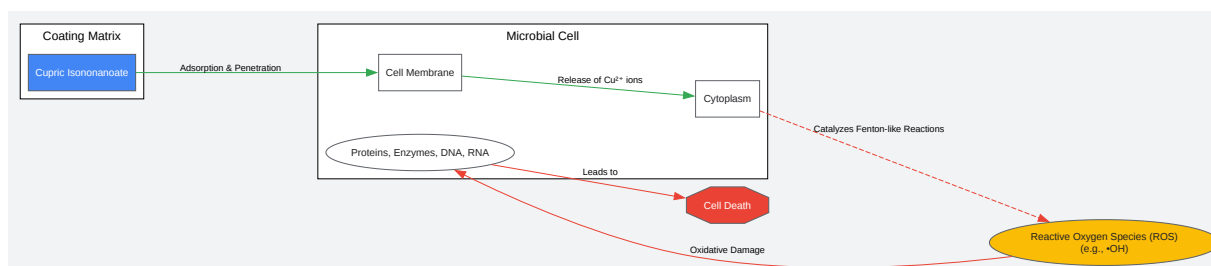 Coating Matrix
Microbial Cell
Cupric Isononanoate
Adsorption & Penetration
Cell Membrane
Release of Cu²⁺ ions
Cytoplasm
Catalyzes Fenton-like Reactions
Proteins, Enzymes, DNA, RNA
Leads to
Cell Death
Reactive Oxygen Species (ROS)
(e.g., •OH)
Oxidative Damage